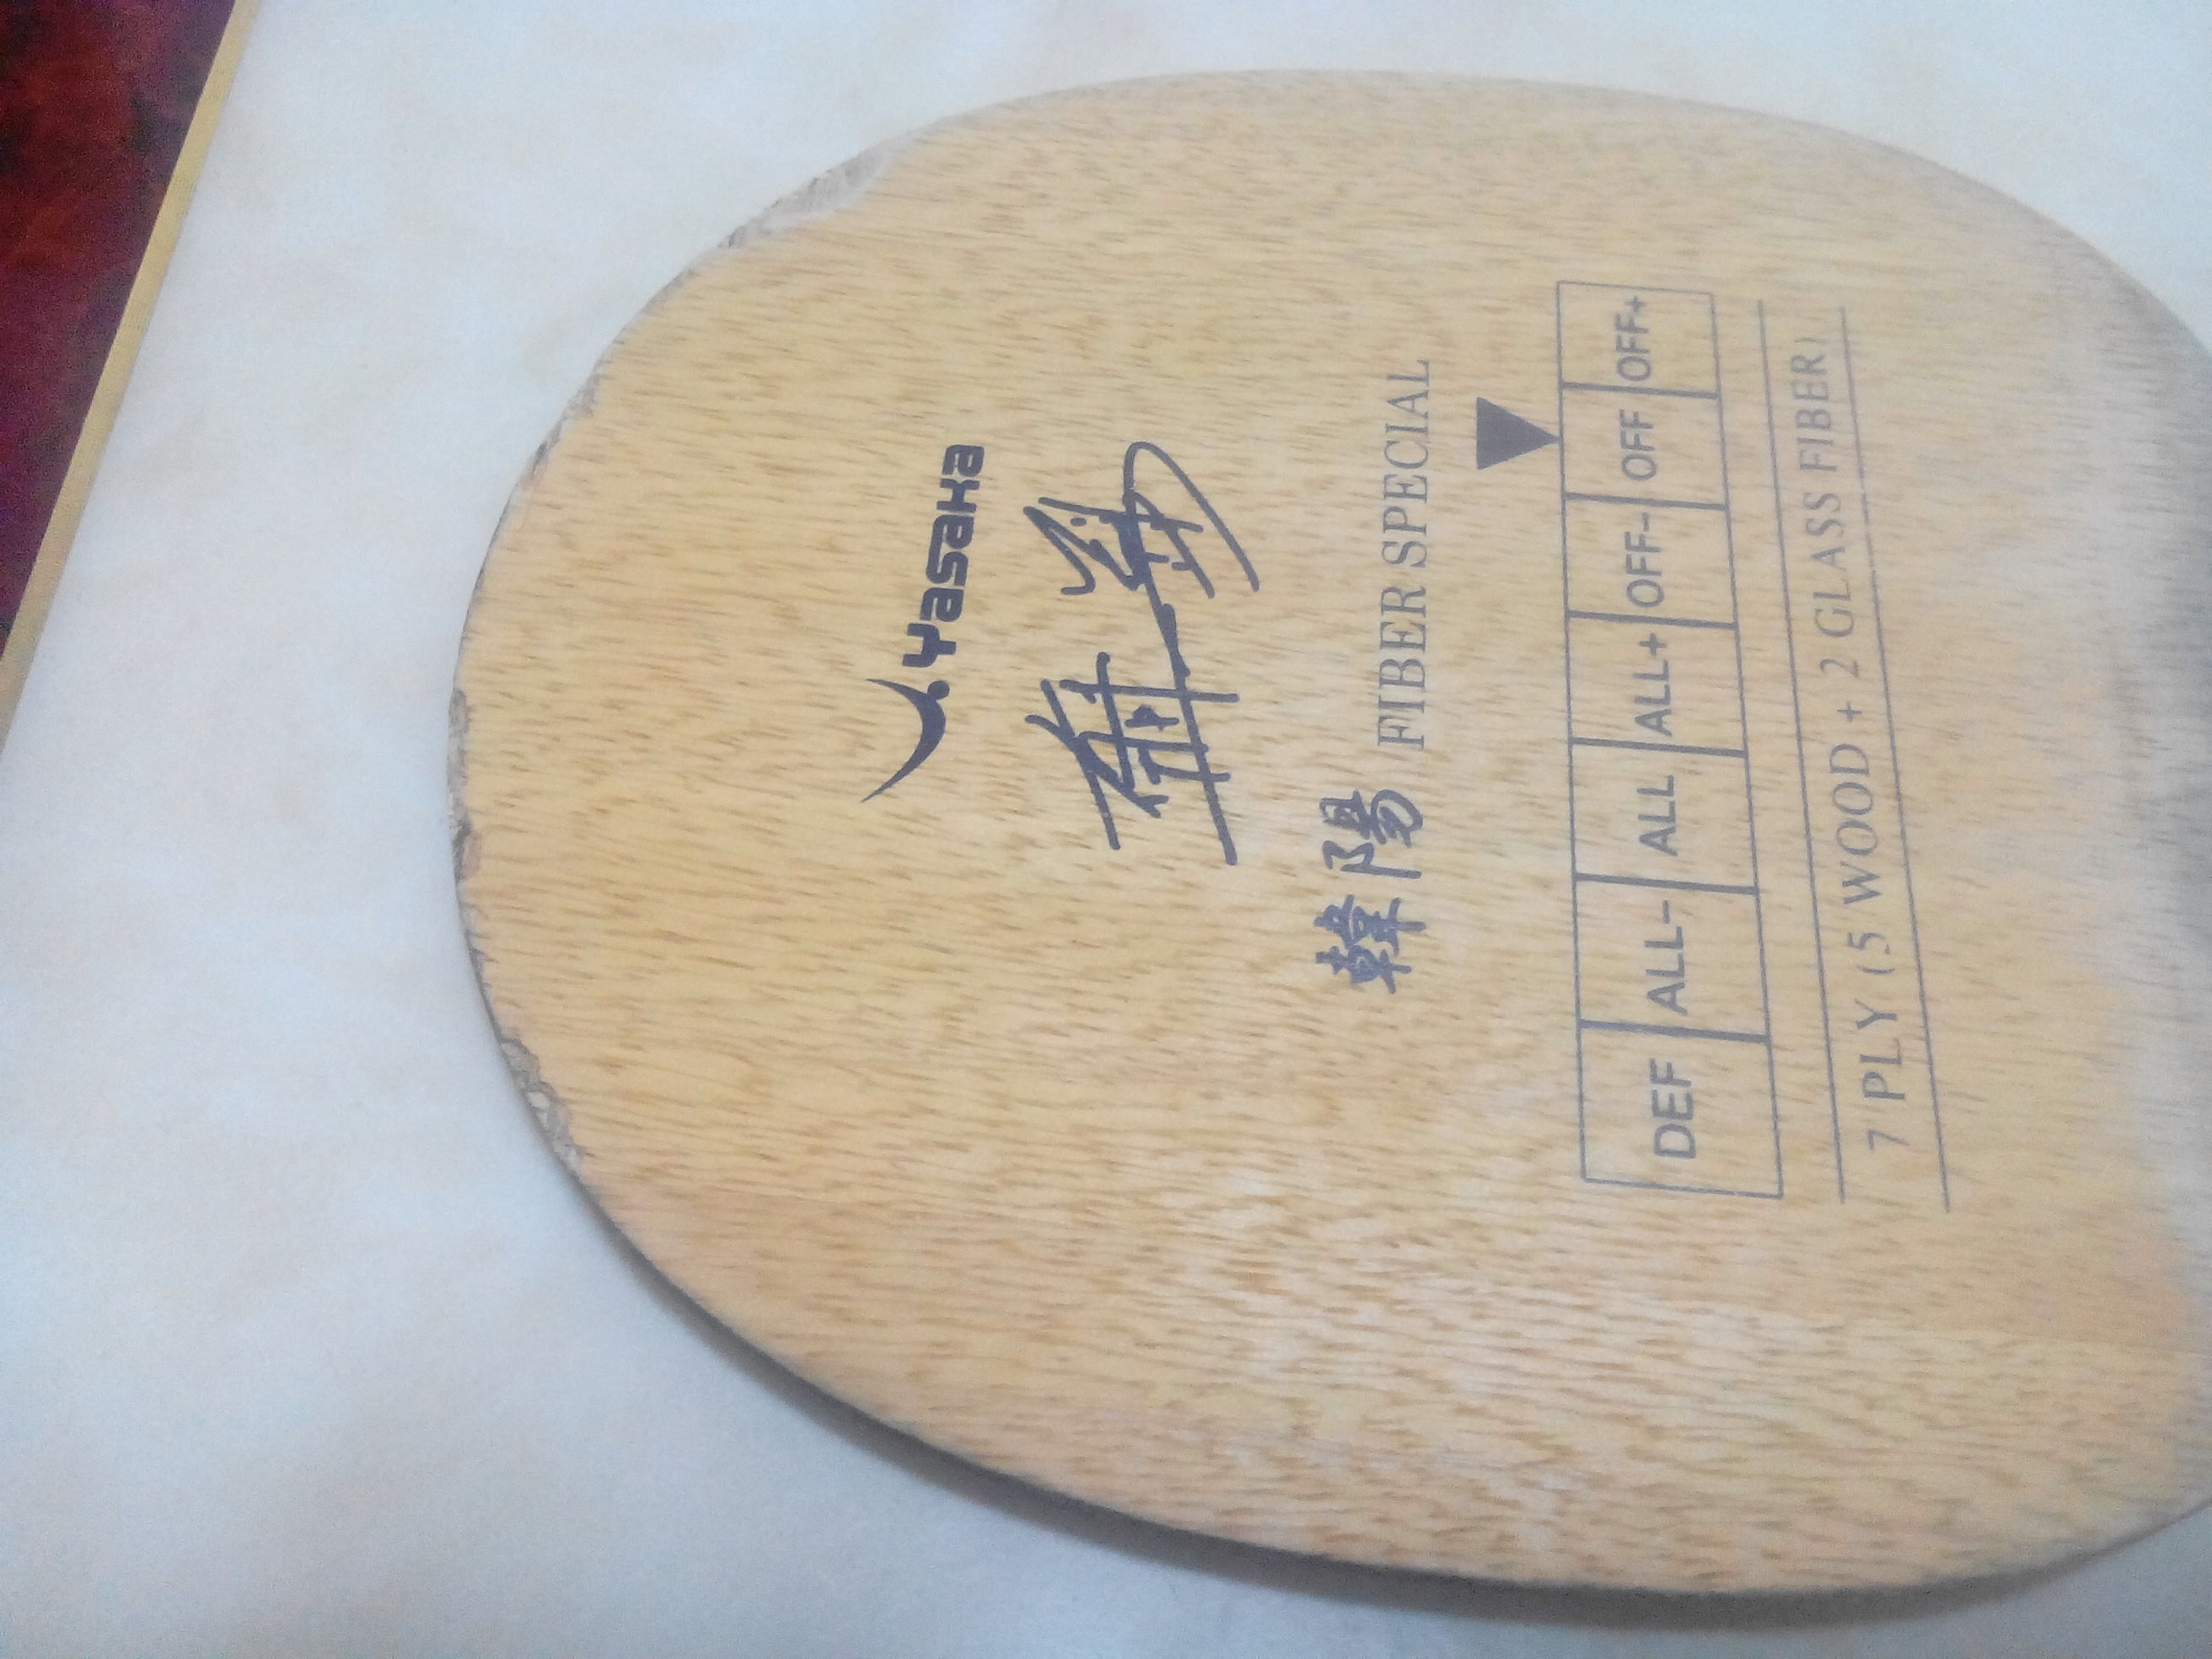 Yasaka
韓陽 FIBER SPECIAL
DEF ALL- ALL ALL+ OFF- OFF OFF+
7 PLY (5 WOOD + 2 GLASS FIBER)